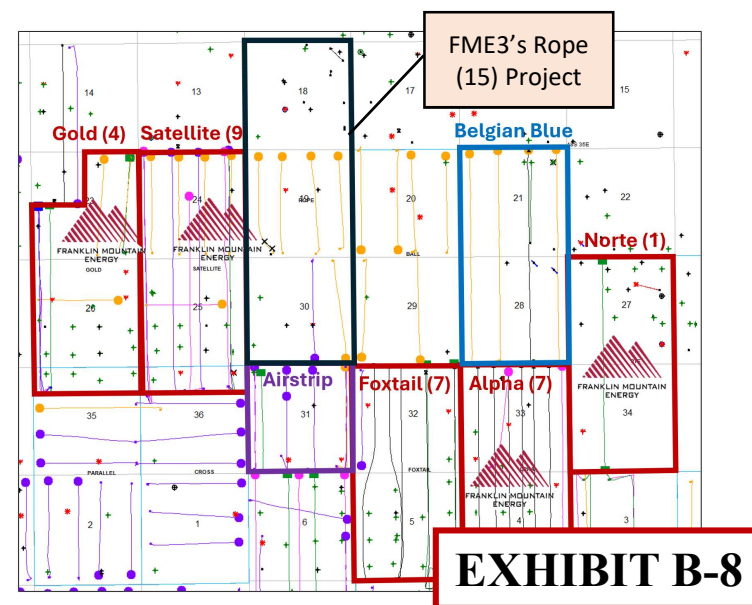 FME3's Rope
(15) Project
14
13
18
17
15
Gold (4)
Satellite (9
Belgian Blue
35E
23
24
19
ROPE
20
21
22
Norte (1)
FRANKLIN MOUNTAIN
ENERGY
GOLD
FRANKLIN MOUNTAIN
ENERGY
SATELLITE
BALL
26
25
30
29
28
27
FRANKLIN MOUNTAIN
ENERGY
34
Airstrip
Foxtail (7)
Alpha (7)
35
36
31
32
33
PARALLEL
CROSS
FOXTAIL
FRANKLIN MOUNTAIN
ENERGY
2
1
6
5
4
3
EXHIBIT B-8